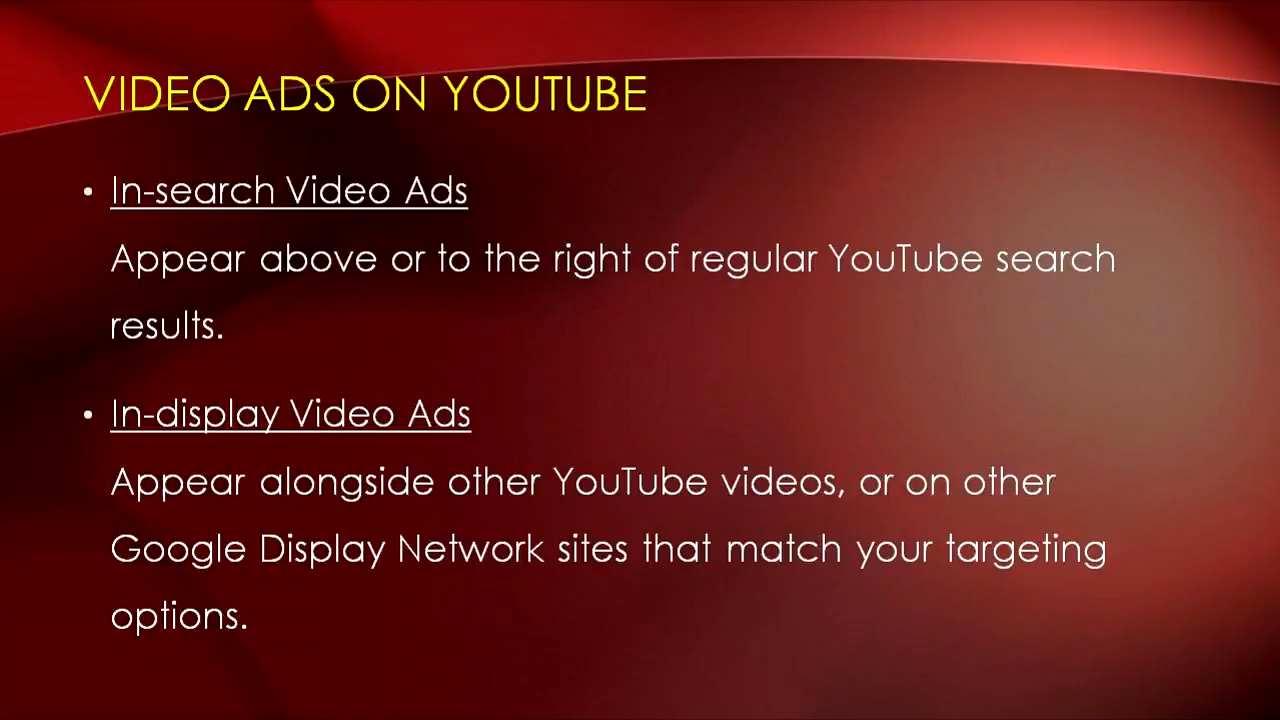 VIDEO ADS ON YOUTUBE
• In-search Video Ads
Appear above or to the right of regular YouTube search
results.
• In-display Video Ads
Appear alongside other YouTube videos, or on other
Google Display Network sites that match your targeting
options.